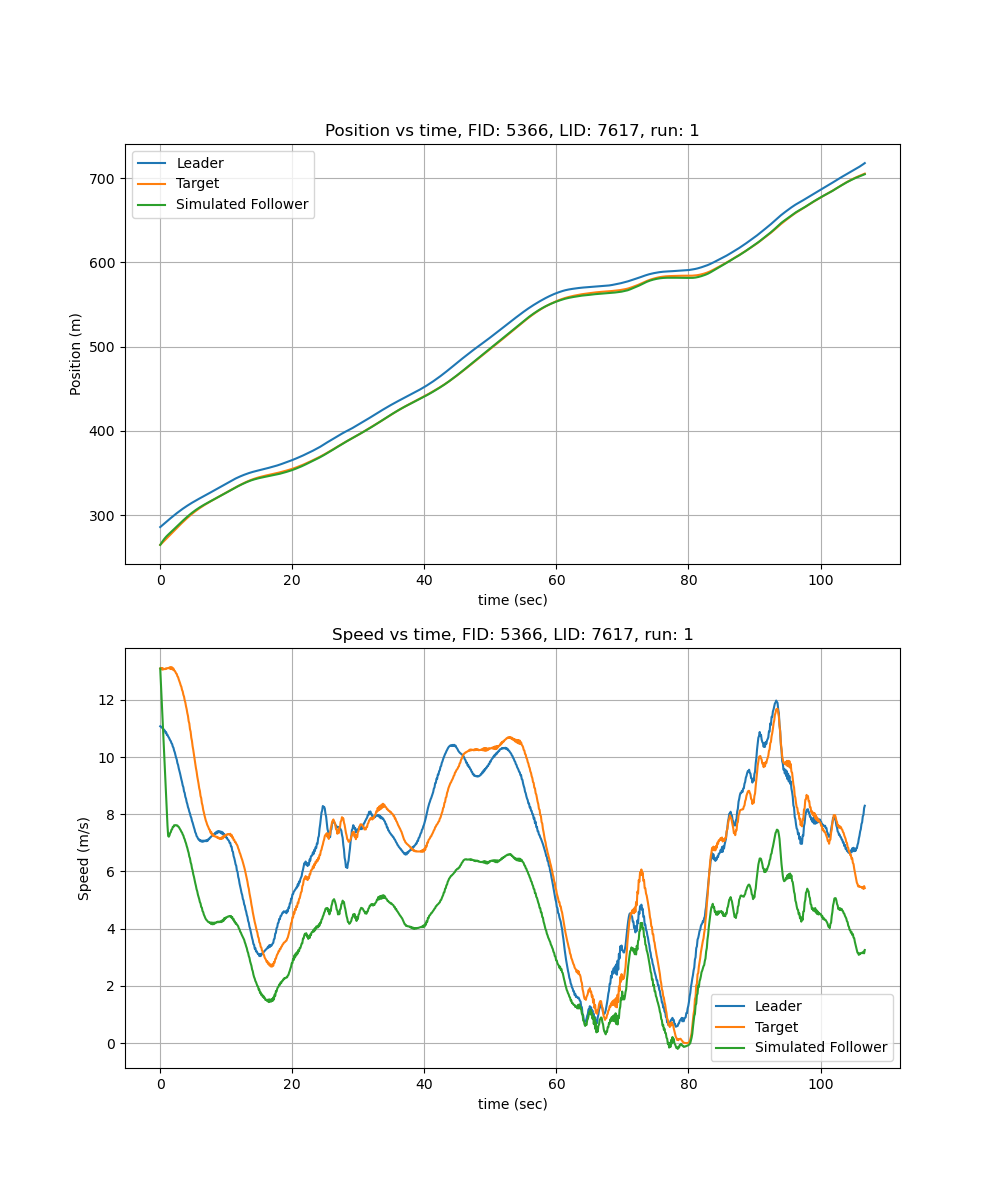 Position vs time, FID: 5366, LID: 7617, run: 1
Leader
Target
Simulated Follower
700
600
500
400
300
Position (m)
0 20 40 60 80 100
time (sec)
Speed vs time, FID: 5366, LID: 7617, run: 1
12
10
8
6
4
2
0
Speed (m/s)
Leader
Target
Simulated Follower
0 20 40 60 80 100
time (sec)